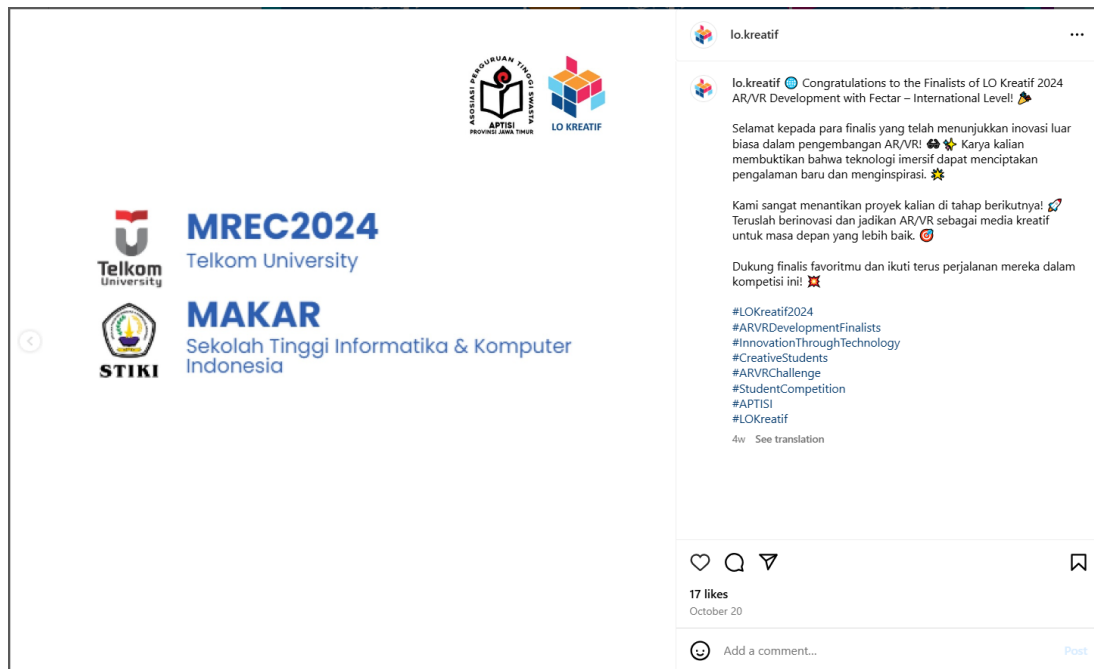 ASOSIASI PERGURUAN TINGGI SWASTA
APTISI
PROVINSI JAWA TIMUR
LO KREATIF
Telkom
University
MREC2024
Telkom University
STIKI
MAKAR
Sekolah Tinggi Informatika & Komputer
Indonesia
lo.kreatif
lo.kreatif 🌐 Congratulations to the Finalists of LO Kreatif 2024
AR/VR Development with Fectar – International Level! 🎉
Selamat kepada para finalis yang telah menunjukkan inovasi luar
biasa dalam pengembangan AR/VR! 🕶️ ✨ Karya kalian
membuktikan bahwa teknologi imersif dapat menciptakan
pengalaman baru dan menginspirasi. 🌟
Kami sangat menantikan proyek kalian di tahap berikutnya! 🚀
Teruslah berinovasi dan jadikan AR/VR sebagai media kreatif
untuk masa depan yang lebih baik. 🎯
Dukung finalis favoritmu dan ikuti terus perjalanan mereka dalam
kompetisi ini! 💥
#LOKreatif2024
#ARVRDevelopmentFinalists
#InnovationThroughTechnology
#CreativeStudents
#ARVRChallenge
#StudentCompetition
#APTISI
#LOKreatif
4w See translation
17 likes
October 20
Add a comment...
Post